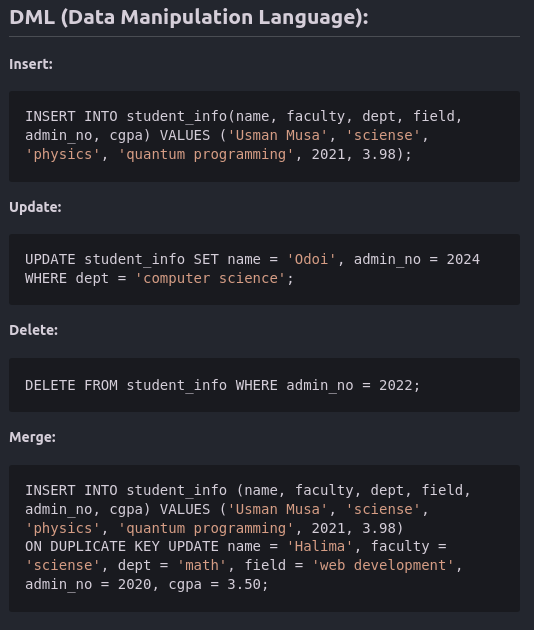 DML (Data Manipulation Language):
Insert:
INSERT INTO student_info(name, faculty, dept, field,
admin_no, cgpa) VALUES ('Usman Musa', 'sciense',
'physics', 'quantum programming', 2021, 3.98);
Update:
UPDATE student_info SET name = 'Odoi', admin_no = 2024
WHERE dept = 'computer science';
Delete:
DELETE FROM student_info WHERE admin_no = 2022;
Merge:
INSERT INTO student_info (name, faculty, dept, field,
admin_no, cgpa) VALUES ('Usman Musa', 'sciense',
'physics', 'quantum programming', 2021, 3.98)
ON DUPLICATE KEY UPDATE name = 'Halima', faculty =
'sciense', dept = 'math', field = 'web development',
admin_no = 2020, cgpa = 3.50;